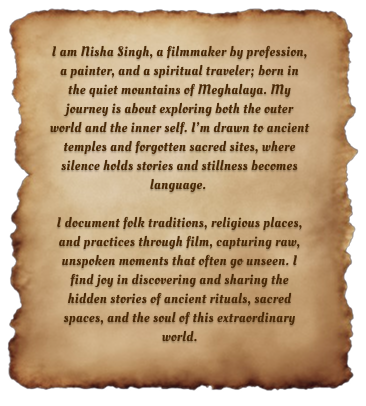 I am Nisha Singh, a filmmaker by profession,
a painter, and a spiritual traveler; born in
the quiet mountains of Meghalaya. My
journey is about exploring both the outer
world and the inner self. I'm drawn to ancient
temples and forgotten sacred sites, where
silence holds stories and stillness becomes
language.
I document folk traditions, religious places,
and practices through film, capturing raw,
unspoken moments that often go unseen. I
find joy in discovering and sharing the
hidden stories of ancient rituals, sacred
spaces, and the soul of this extraordinary
world.